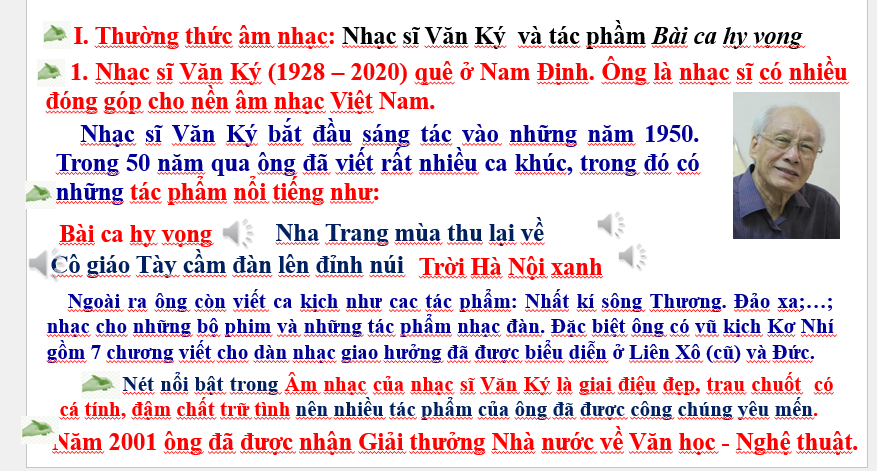 I. Thường thức âm nhạc: Nhạc sĩ Văn Ký và tác phầm Bài ca hy vọng
1. Nhạc sĩ Văn Ký (1928 – 2020) quê ở Nam Định. Ông là nhạc sĩ có nhiều
đóng góp cho nền âm nhạc Việt Nam.
Nhạc sĩ Văn Ký bắt đầu sáng tác vào những năm 1950.
Trong 50 năm qua ông đã viết rất nhiều ca khúc, trong đó có
những tác phẩm nổi tiếng như:
Bài ca hy vọng Nha Trang mùa thu lại về
Cô giáo Tày cầm đàn lên đỉnh núi Trời Hà Nội xanh
Ngoài ra ông còn viết ca kịch như cac tác phẩm: Nhất kí sông Thương. Đảo xa;…;
nhạc cho những bộ phim và những tác phẩm nhạc đàn. Đặc biệt ông có vũ kịch Kơ Nhí
gồm 7 chương viết cho dàn nhạc giao hưởng đã được biểu diễn ở Liên Xô (cũ) và Đức.
Nét nổi bật trong Âm nhạc của nhạc sĩ Văn Ký là giai điệu đẹp, trau chuốt có
cá tính, đậm chất trữ tình nên nhiều tác phẩm của ông đã được công chúng yêu mến.
Năm 2001 ông đã được nhận Giải thưởng Nhà nước về Văn học - Nghệ thuật.